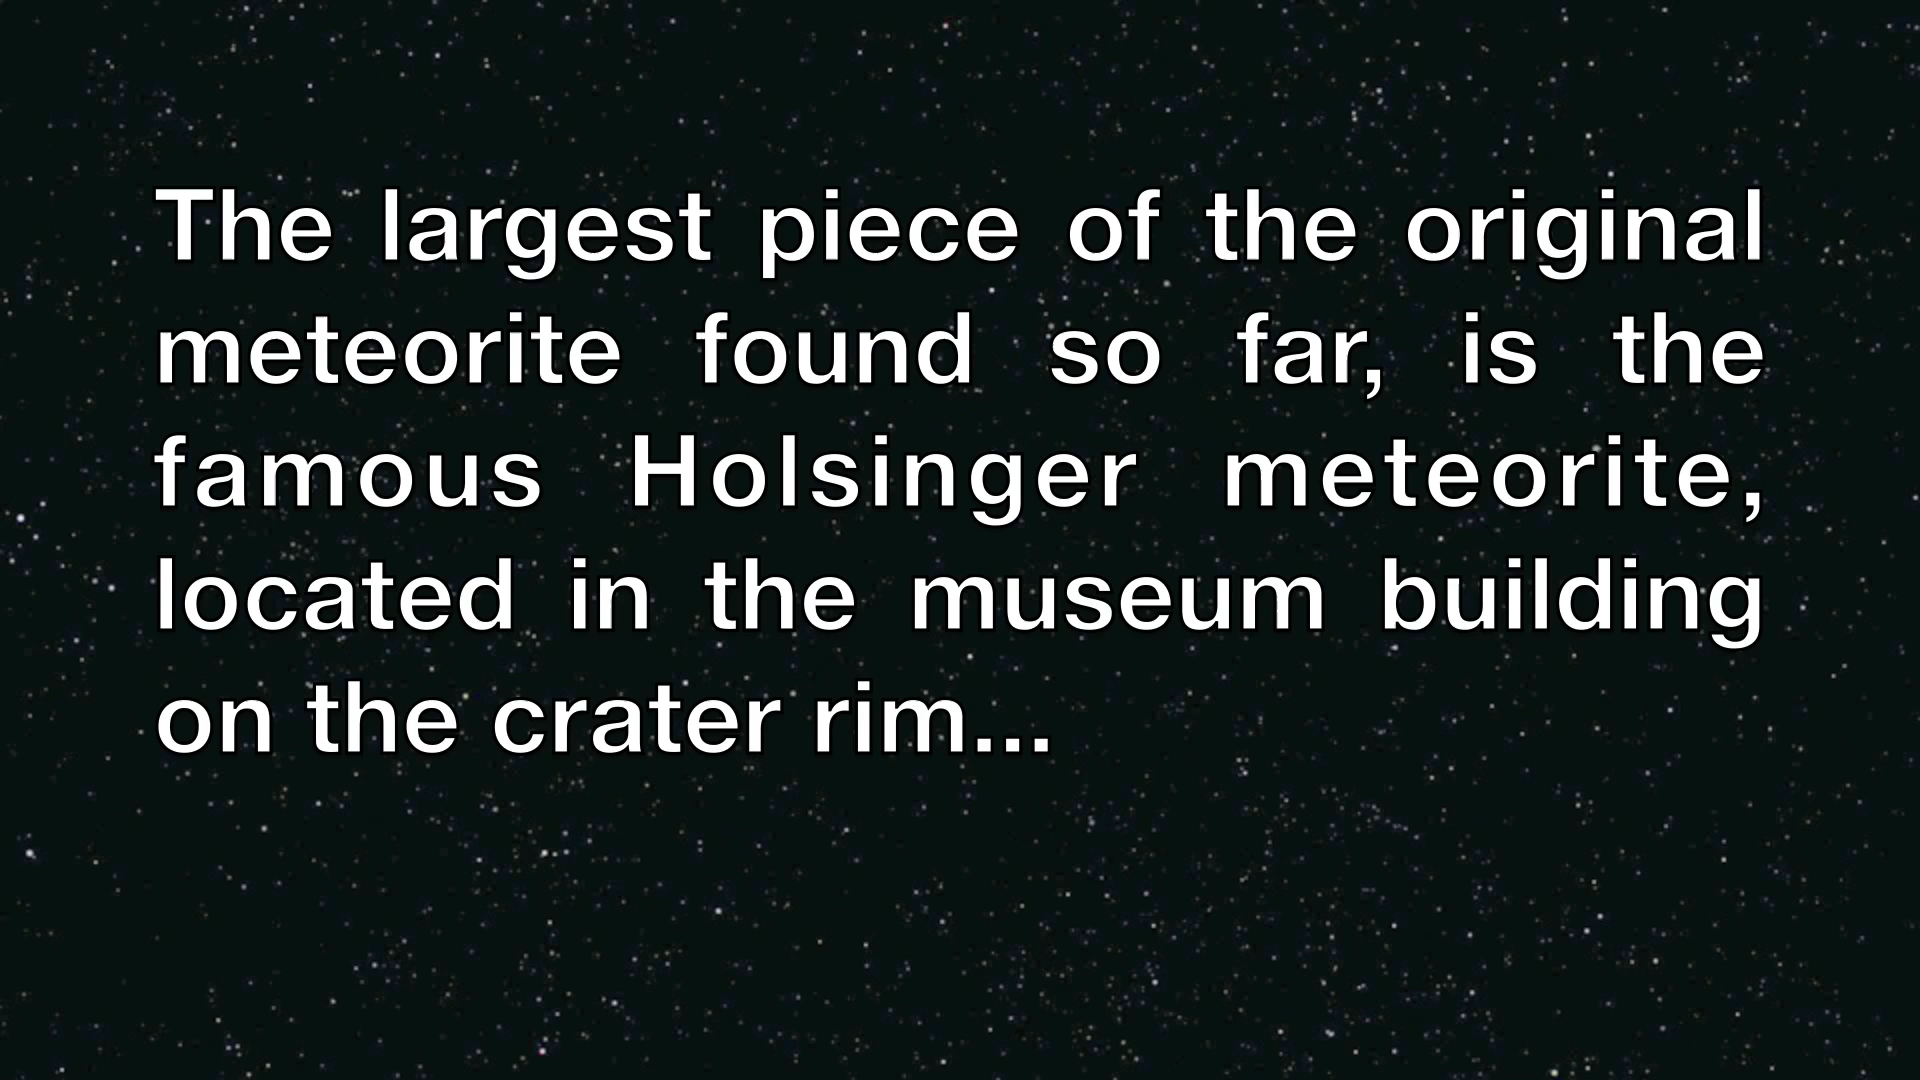 The largest piece of the original
meteorite found so far, is the
famous Holsinger meteorite,
located in the museum building
on the crater rim...